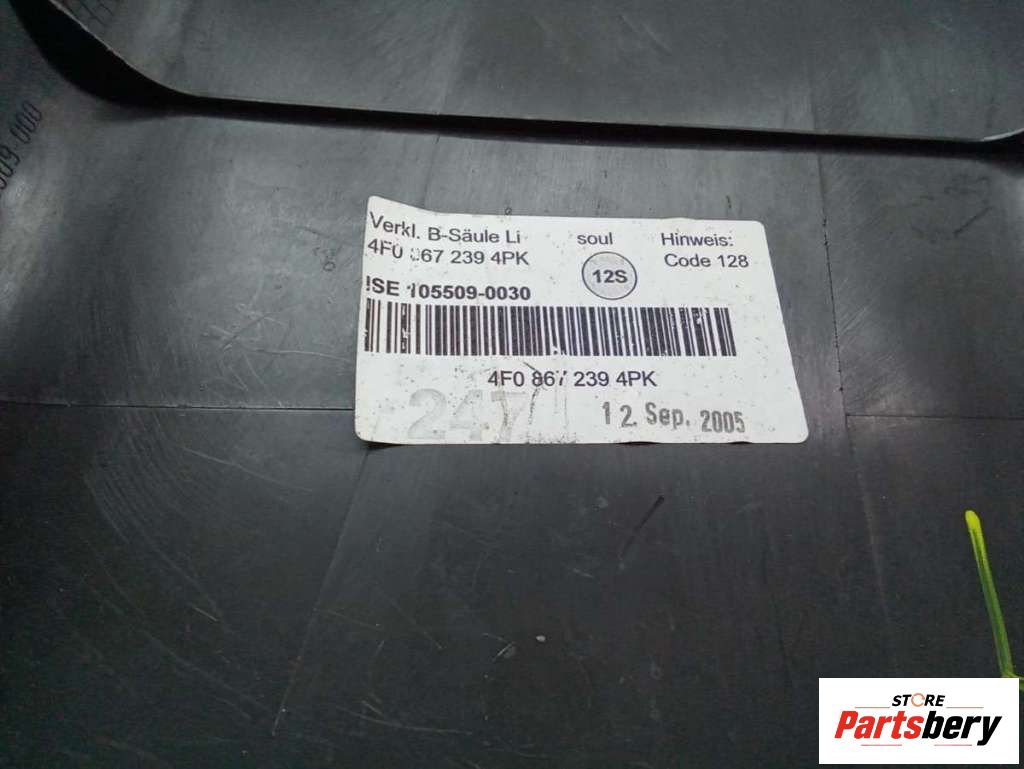 Verkl. B-Säule Li soul Hinweis:
4F0 867 239 4PK 12S Code 128
105509-0030
4F0 867 239 4PK
247
12. Sep. 2005
STORE
Partsbery